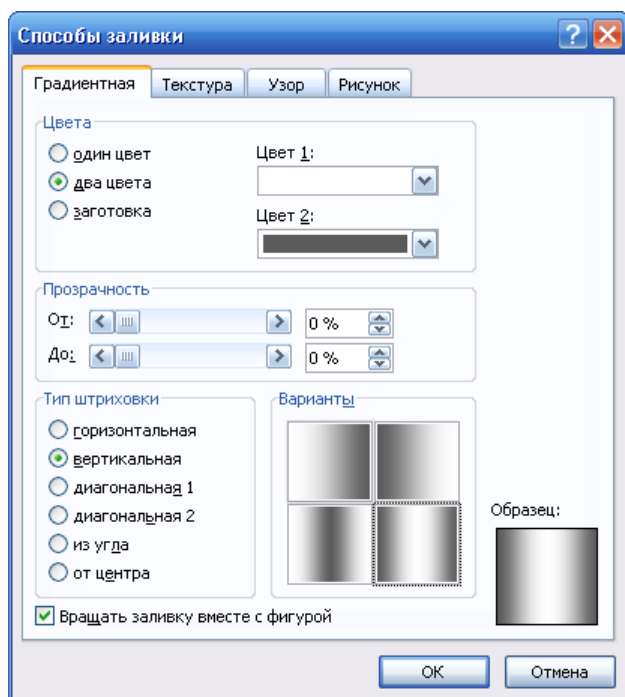 Способы заливки
Градиентная Текстура Узор Рисунок
Цвета
один цвет
два цвета
заготовка
Цвет 1:
Цвет 2:
Прозрачность
От: 0 %
До: 0 %
Тип штриховки
горизонтальная
вертикальная
диагональная 1
диагональная 2
из угла
от центра
Варианты
Образец:
Вращать заливку вместе с фигурой
ОК Отмена